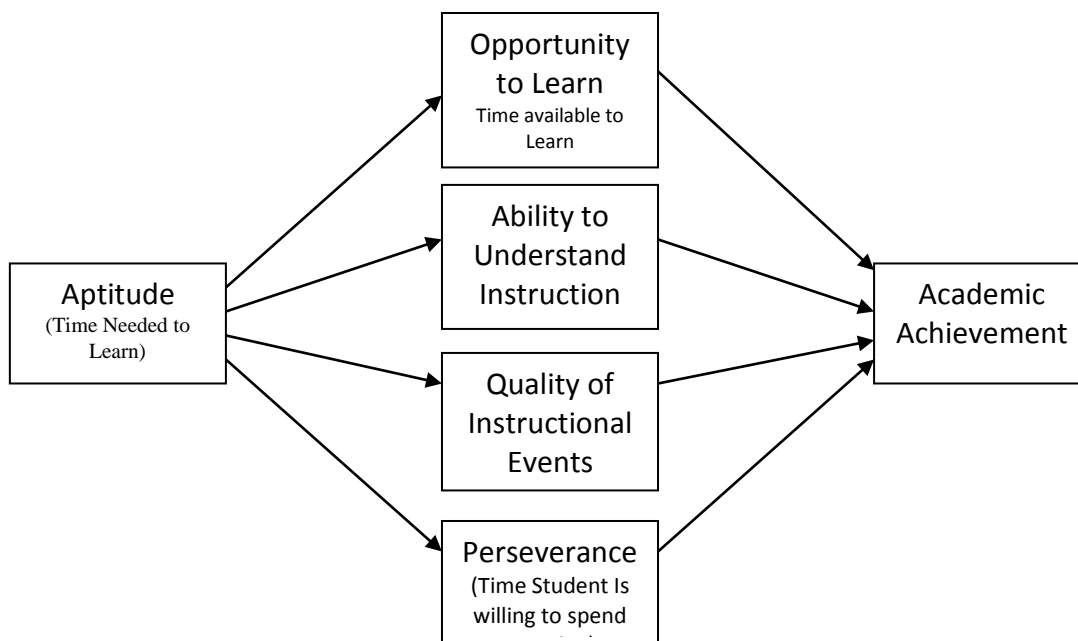 Opportunity
to Learn
Time available to
Learn
Ability to
Understand
Instruction
Aptitude
(Time Needed to
Learn)
Academic
Achievement
Quality of
Instructional
Events
Perseverance
(Time Student Is
willing to spend